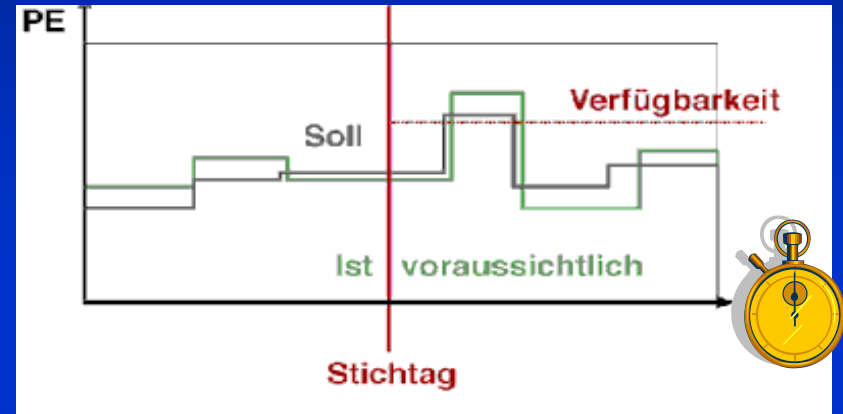 PE
Verfügbarkeit
Soll
Ist voraussichtlich
Stichtag